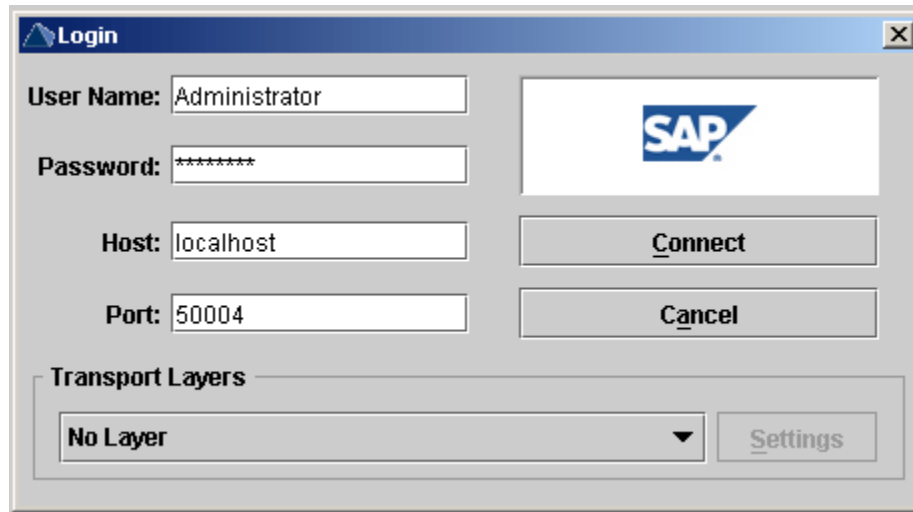 Login
User Name: Administrator
Password: ********
Host: localhost
Port: 50004
SAP®
Connect
Cancel
Transport Layers
No Layer
Settings